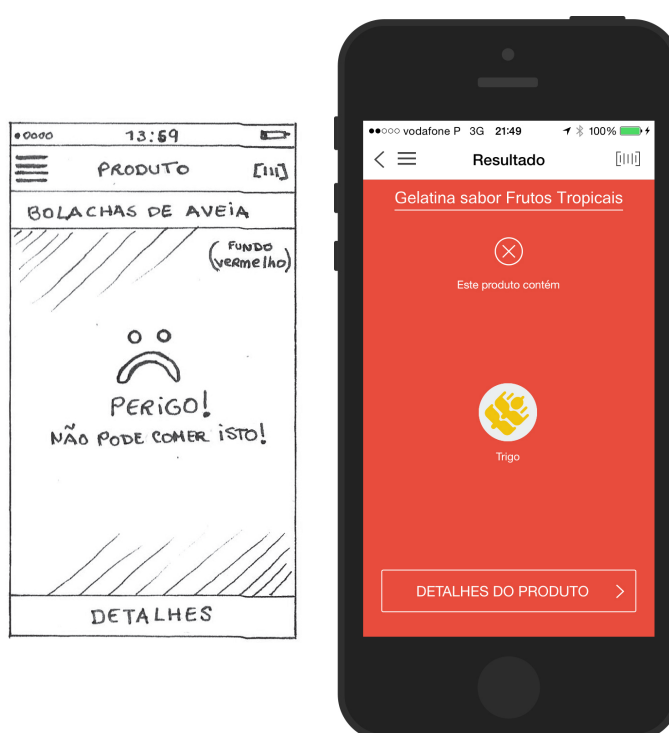 13:59
PRODUTO
BOLACHAS DE AVEIA
(FUNDO
vermelho)
PERIGO!
NÃO PODE COMER ISTO!
DETALHES
vodafone P 3G 21:49 100%
Resultado
Gelatina sabor Frutos Tropicais
Este produto contém
Trigo
DETALHES DO PRODUTO